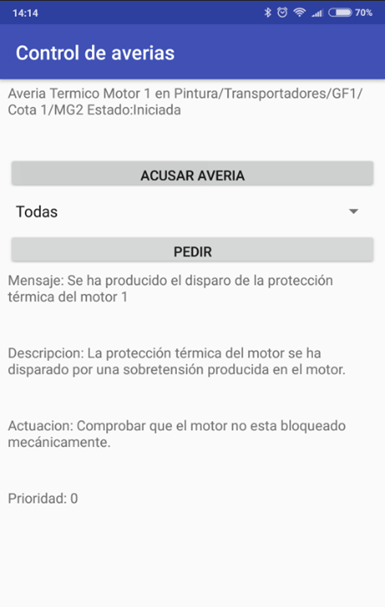 14:14
70%
Control de averias
Averia Termico Motor 1 en Pintura/Transportadores/GF1/
Cota 1/MG2 Estado:Iniciada
ACUSAR AVERIA
Todas
PEDIR
Mensaje: Se ha producido el disparo de la protección
térmica del motor 1
Descripcion: La protección térmica del motor se ha
disparado por una sobretensión producida en el motor.
Actuacion: Comprobar que el motor no esta bloqueado
mecánicamente.
Prioridad: 0